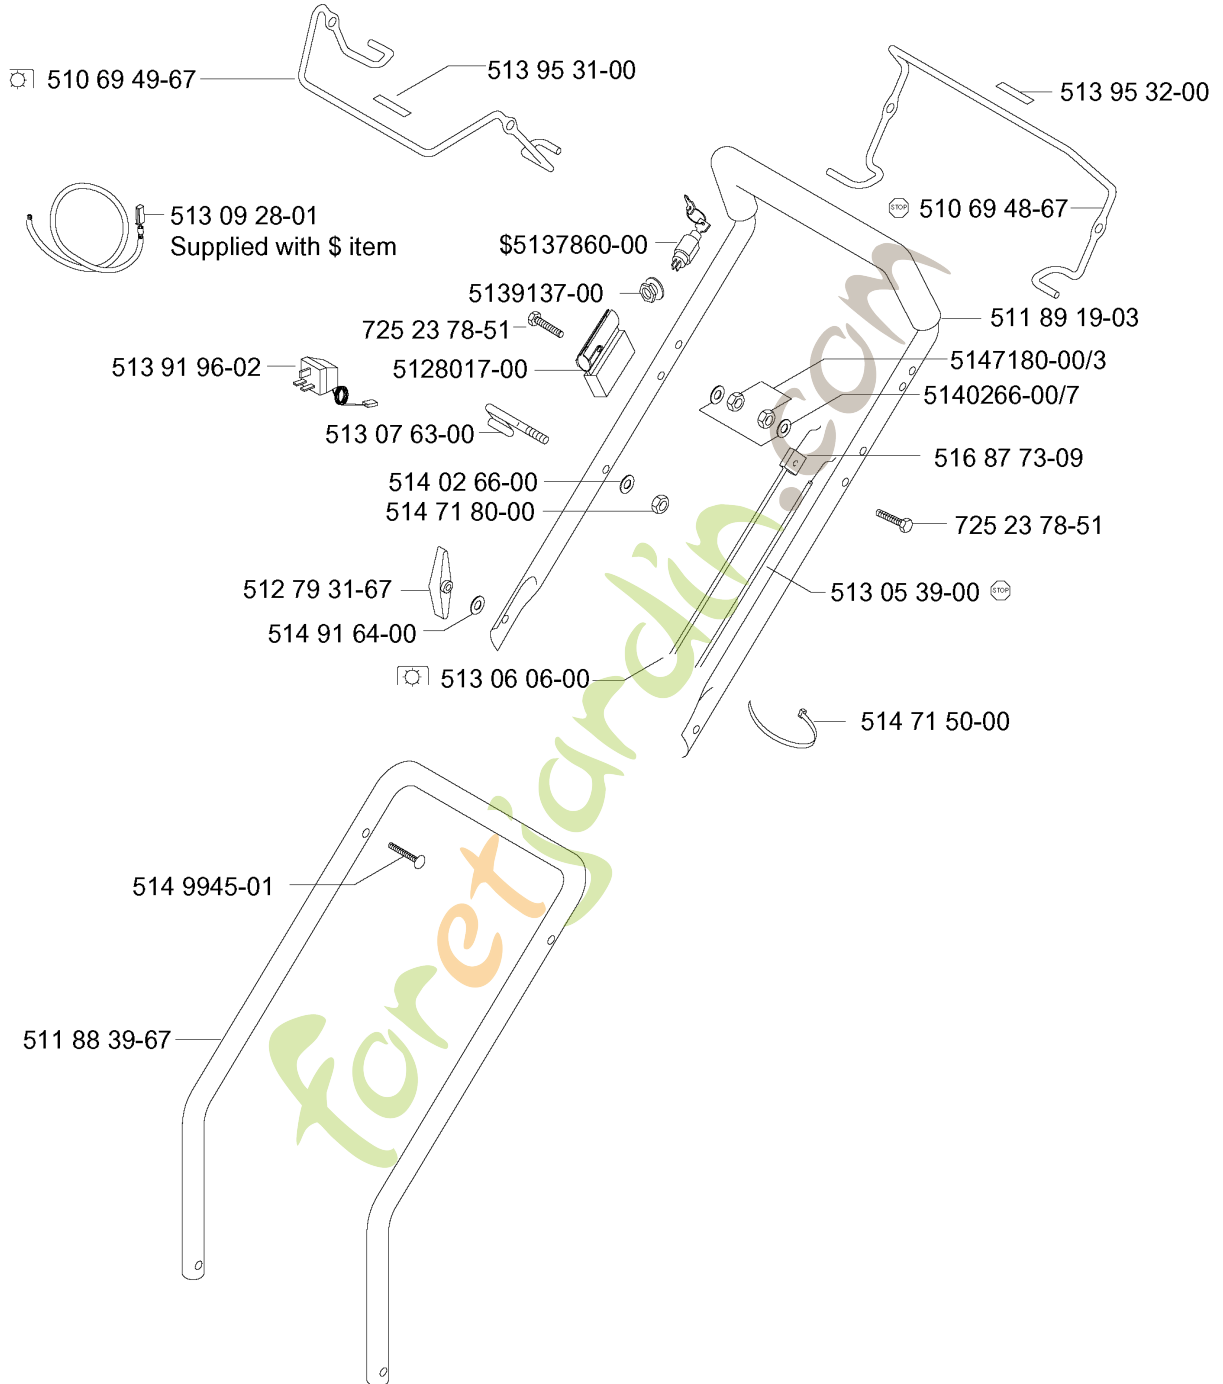 510 69 49-67
513 95 31-00
513 95 32-00
513 09 28-01
Supplied with $ item
STOP 510 69 48-67
$5137860-00
5139137-00
725 23 78-51
511 89 19-03
513 91 96-02
5128017-00
5147180-00/3
5140266-00/7
513 07 63-00
516 87 73-09
514 02 66-00
514 71 80-00
725 23 78-51
512 79 31-67
513 05 39-00 STOP
514 91 64-00
513 06 06-00
514 71 50-00
514 9945-01
511 88 39-67
foretjardin.com